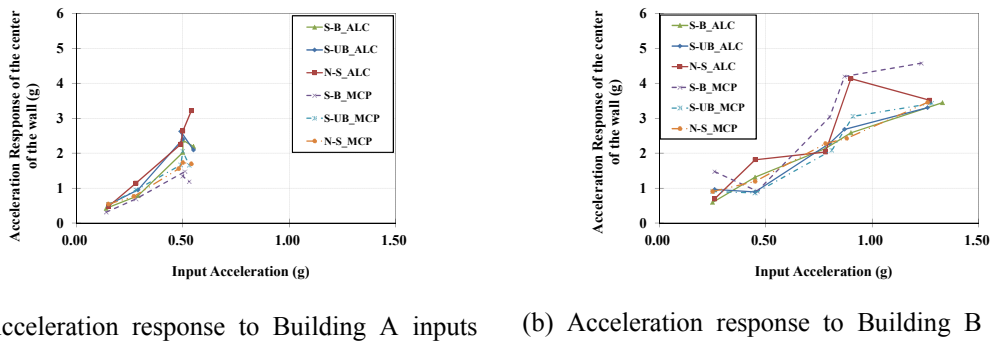 Acceleration Respponse of the center
of the wall (g)
6
5
4
3
2
1
0
0.00 0.50 1.00 1.50
Input Acceleration (g)
S-B_ALC
S-UB_ALC
N-S_ALC
S-B_MCP
S-UB_MCP
N-S_MCP
Acceleration Response of the center
of the wall (g)
6
5
4
3
2
1
0
0.00 0.50 1.00 1.50
Input Acceleration (g)
S-B_ALC
S-UB_ALC
N-S_ALC
S-B_MCP
S-UB_MCP
N-S_MCP
cceleration response to Building A inputs
(b) Acceleration response to Building B